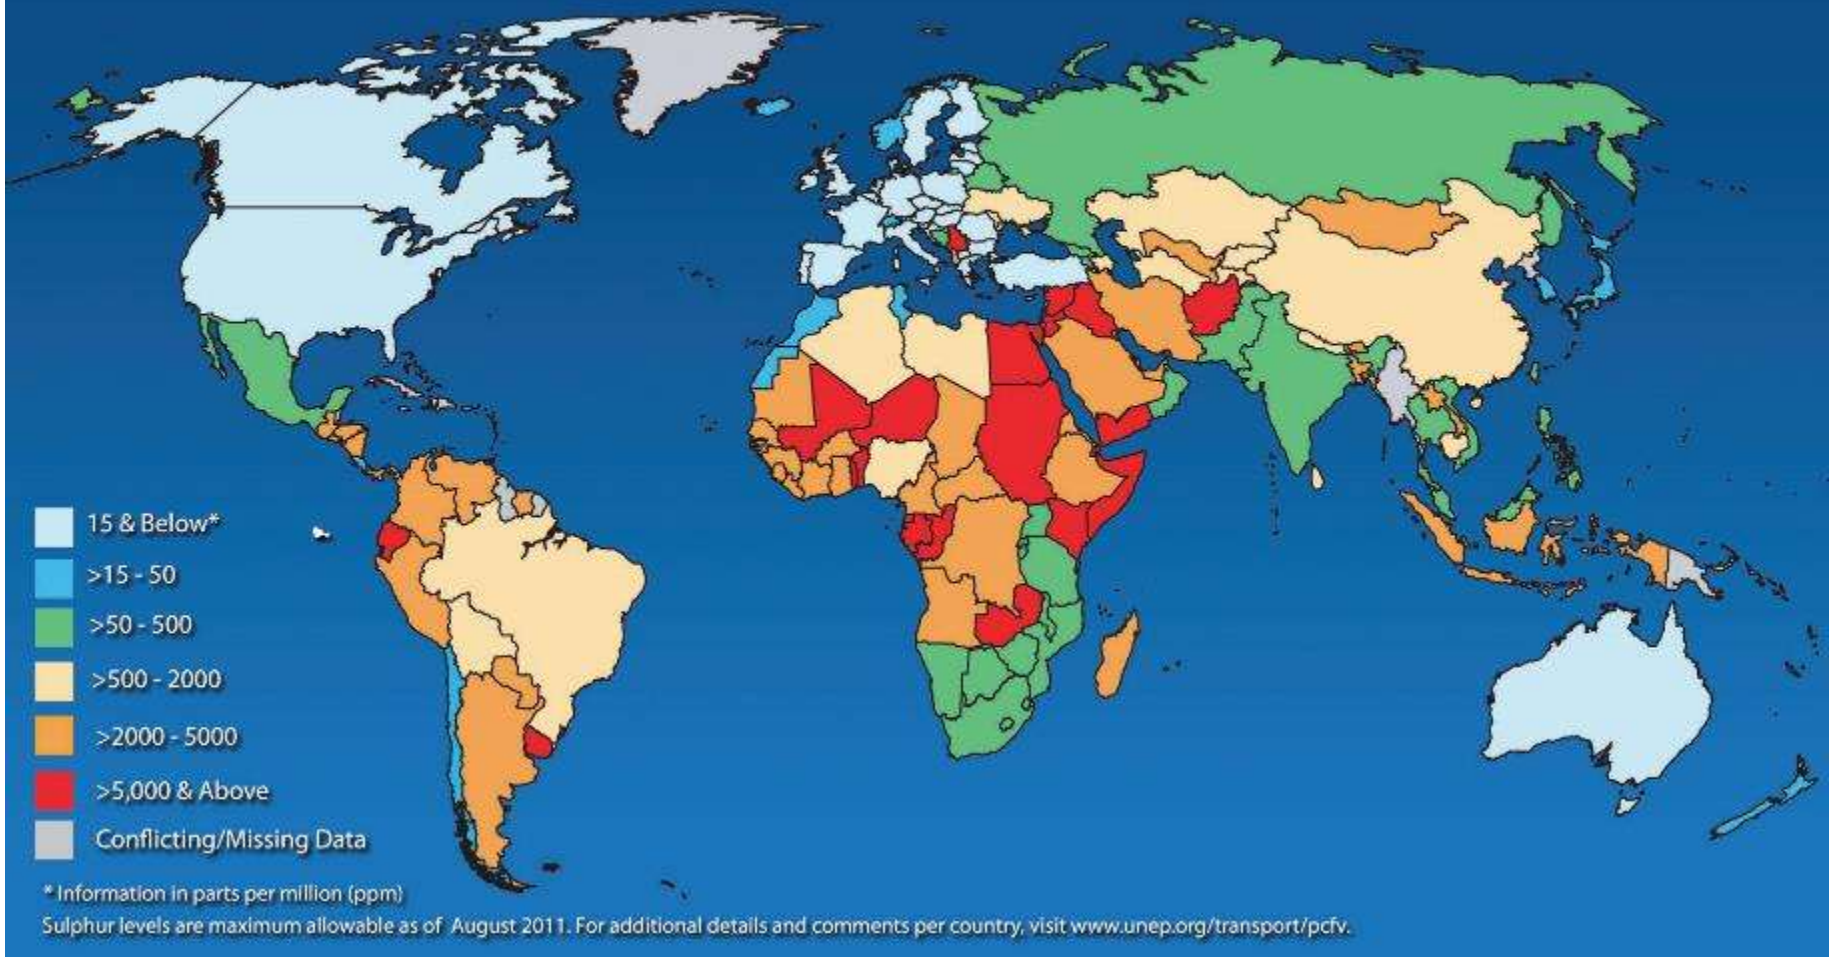 15 & Below*
>15 - 50
>50 - 500
>500 - 2000
>2000 - 5000
>5,000 & Above
Conflicting/Missing Data
* Information in parts per million (ppm)
Sulphur levels are maximum allowable as of August 2011. For additional details and comments per country, visit www.unep.org/transport/pcfv.